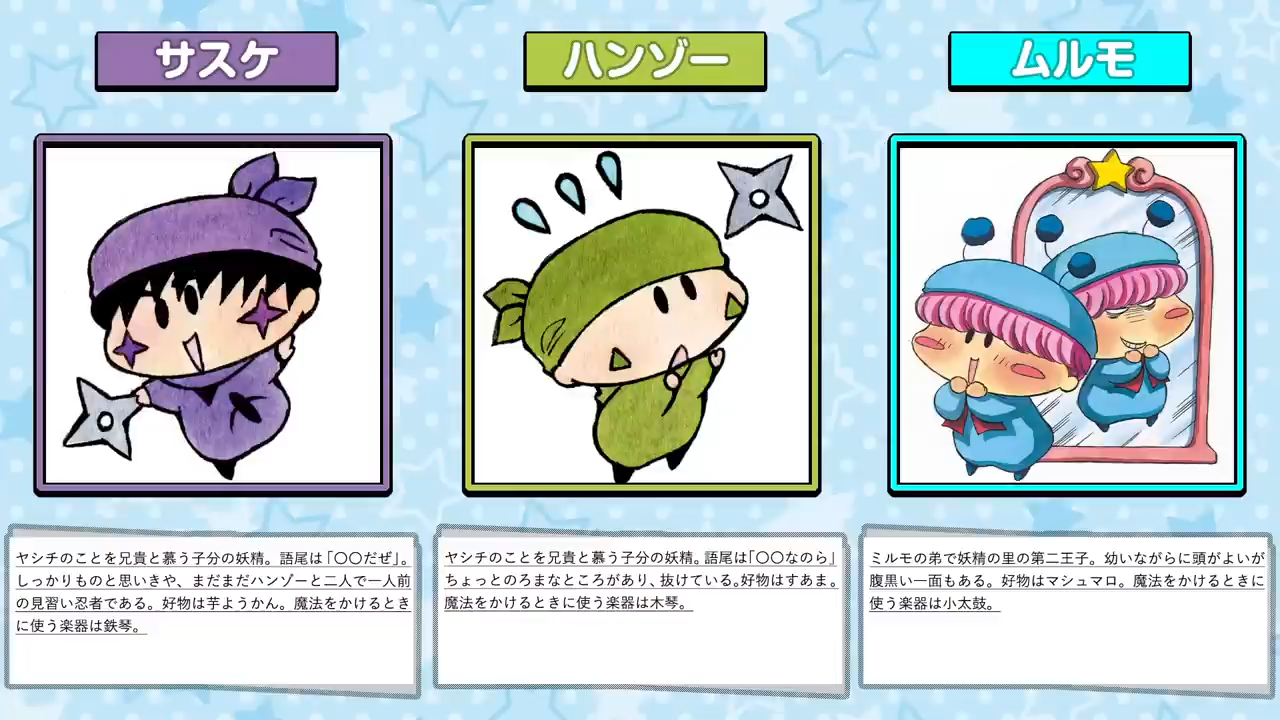 サスケ
ハンゾー
ムルモ
ヤシチのことを兄貴と慕う子分の妖精。語尾は「〇〇だぜ」。
しっかりものと思いきや、まだまだハンゾーと二人で一人前
の見習い忍者である。好物は芋ようかん。魔法をかけるとき
に使う楽器は鉄琴。
ヤシチのことを兄貴と慕う子分の妖精。語尾は「〇〇なのら」
ちょっとのろまなところがあり、抜けている。好物はすあま。
魔法をかけるときに使う楽器は木琴。
ミルモの弟で妖精の里の第二王子。幼いながらに頭がよいが
腹黒い一面もある。好物はマシュマロ。魔法をかけるときに
使う楽器は小太鼓。